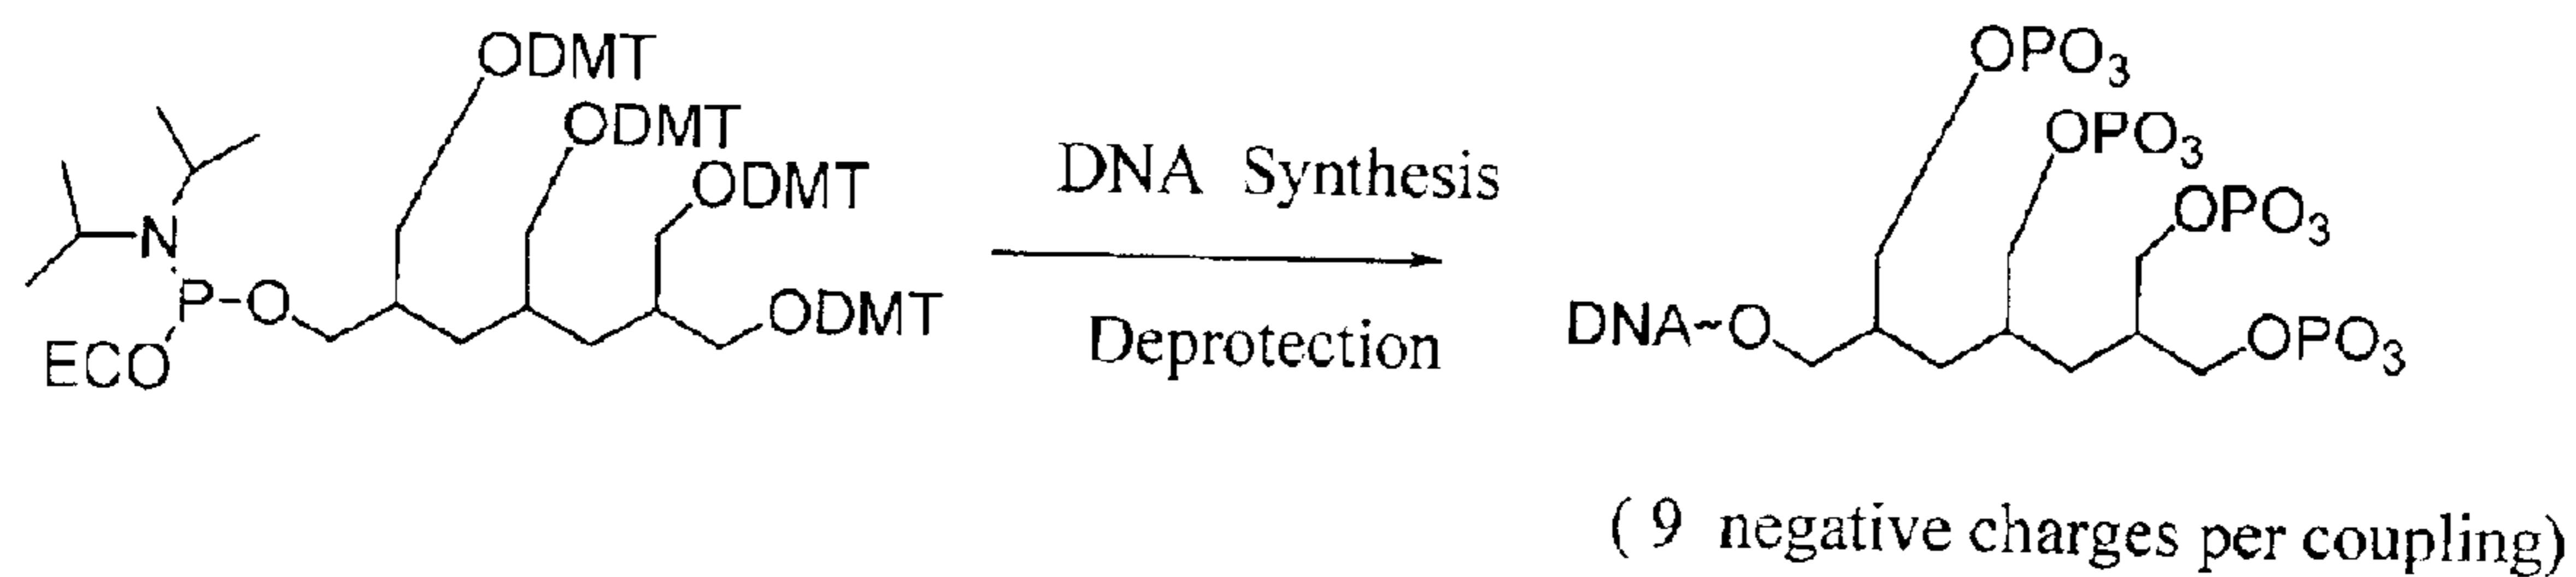 ODMT
ODMT
ODMT
ODMT
N
P-O
ECO
DNA Synthesis
Deprotection
OPO3
OPO3
OPO3
OPO3
DNA~O
( 9 negative charges per coupling)